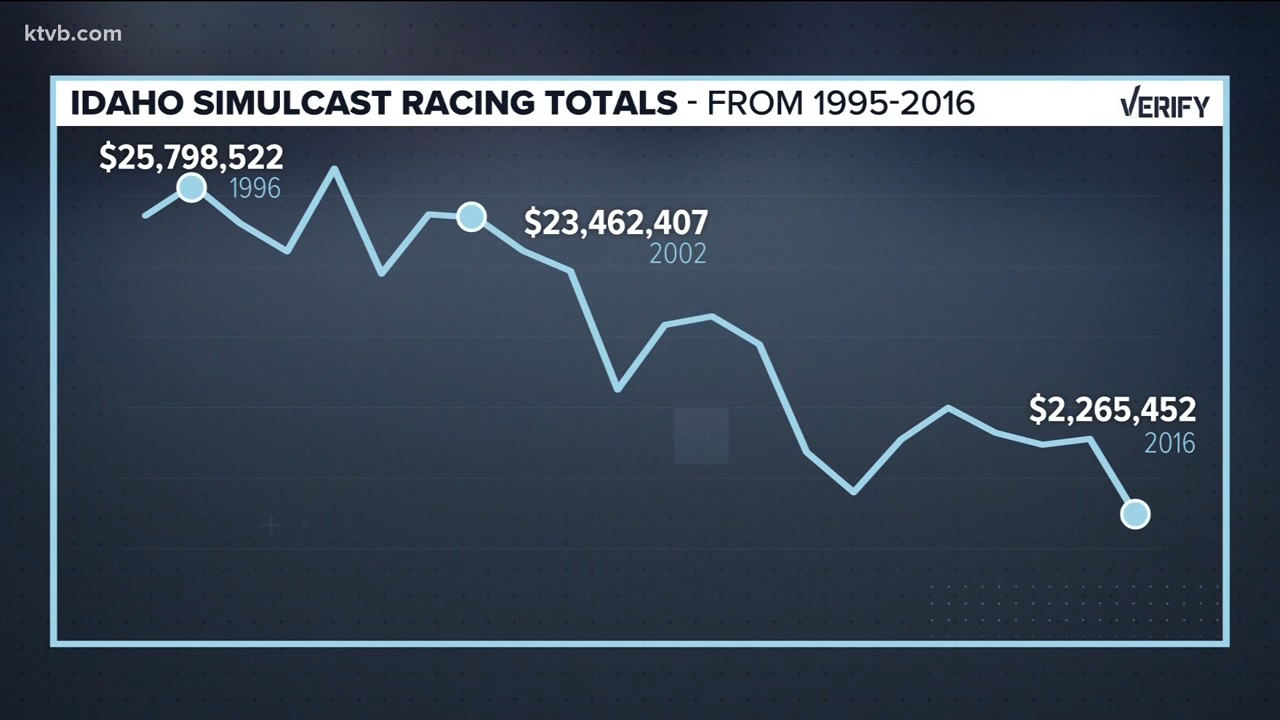 ktvb.com
IDAHO SIMULCAST RACING TOTALS - FROM 1995-2016
VERIFY
$25,798,522
1996
$23,462,407
2002
$2,265,452
2016